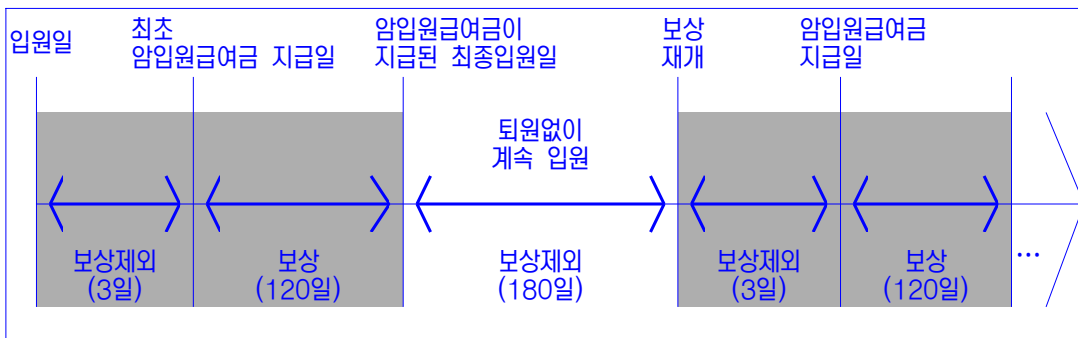 입원일
최초
암입원급여금 지급일
암입원급여금이
지급된 최종입원일
보상
재개
암입원급여금
지급일
퇴원없이
계속 입원
보상제외
(3일)
보상
(120일)
보상제외
(180일)
보상제외
(3일)
보상
(120일)
...